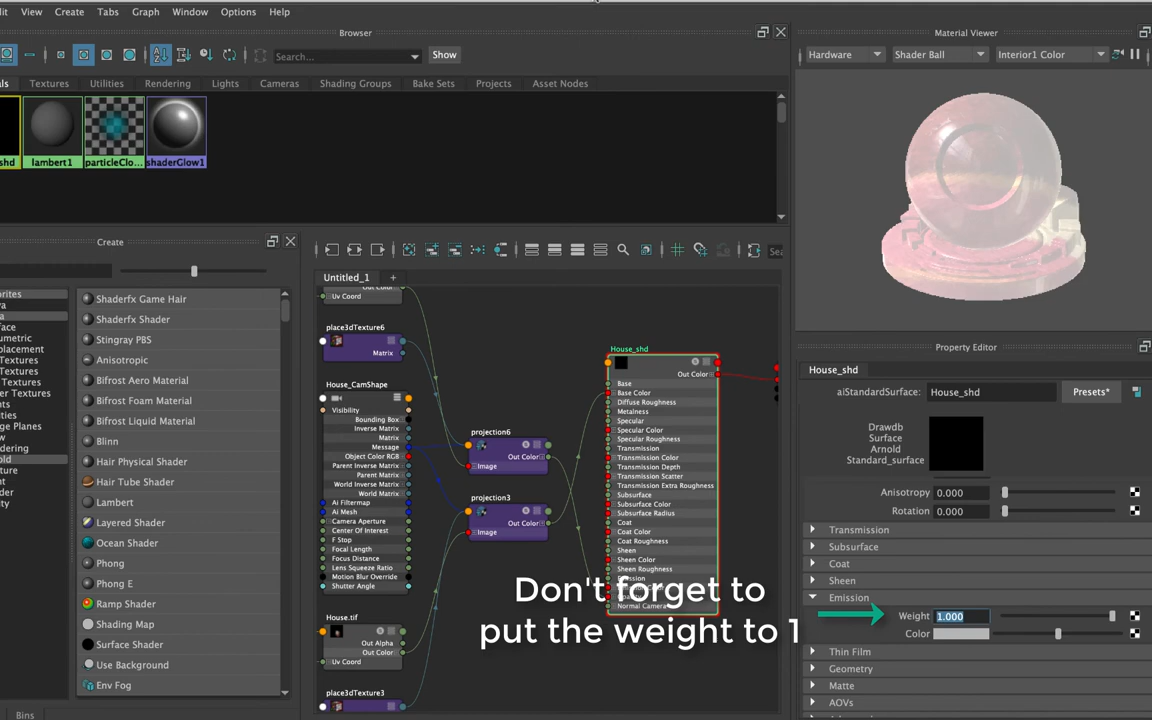 View Create Tabs Graph Window Options Help
Browser
Search...
Show
Textures Utilities Rendering Lights Cameras Shading Groups Bake Sets Projects Asset Nodes
shd lambert1 particleClo... shaderGlow1
Create
Shaderfx Game Hair
Shaderfx Shader
Stingray PBS
Anisotropic
Bifrost Aero Material
Bifrost Foam Material
Bifrost Liquid Material
Blinn
Hair Physical Shader
Hair Tube Shader
Lambert
Layered Shader
Ocean Shader
Phong
Phong E
Ramp Shader
Shading Map
Surface Shader
Use Background
Env Fog
Bins
Untitled_1 +
Out Color
Uv Coord
place3dTexture6
Matrix
House_CamShape
Visibility
Bounding Box
Inverse Matrix
Matrix
Message
Object Color RGB
Parent Inverse Matrix
Parent Matrix
World Inverse Matrix
World Matrix
Ai Filtermap
Ai Mesh
Camera Aperture
Center Of Interest
F Stop
Focal Length
Focus Distance
Lens Squeeze Ratio
Motion Blur Override
Shutter Angle
House.tif
Out Alpha
Out Color
Uv Coord
place3dTexture3
projection6
Out Color
Image
projection3
Out Color
Image
House_shd
Out Color
Base
Base Color
Diffuse Roughness
Metalness
Specular
Specular Color
Specular Roughness
Transmission
Transmission Color
Transmission Depth
Transmission Scatter
Transmission Extra Roughness
Subsurface
Subsurface Color
Subsurface Radius
Coat
Coat Color
Coat Roughness
Sheen
Sheen Color
Sheen Roughness
Normal Camera
Don't forget to
put the weight to 1
Material Viewer
Hardware Shader Ball Interior1 Color
Property Editor
House_shd
aiStandardSurface: House_shd Presets*
Drawdb
Surface
Arnold
Standard_surface
Anisotropy 0.000
Rotation 0.000
Transmission
Subsurface
Coat
Sheen
Emission
Weight 1.000
Color
Thin Film
Geometry
Matte
AOVs